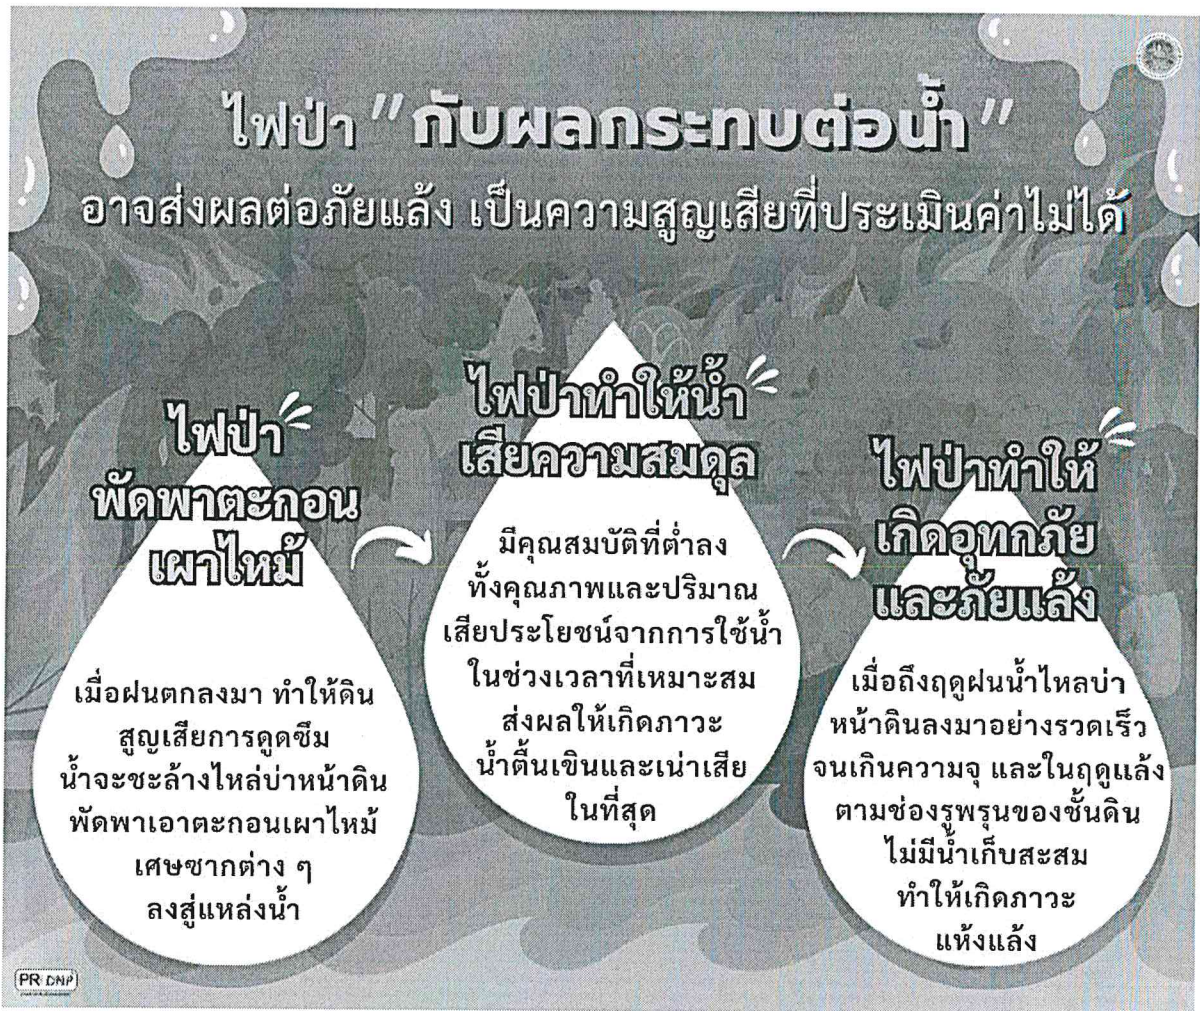 ไฟป่า "กับผลกระทบต่อน้ำ"
อาจส่งผลต่อภัยแล้ง เป็นความสูญเสียที่ประเมินค่าไม่ได้
ไฟป่า
พัดพาตะกอน
เผาไหม้
เมื่อฝนตกลงมา ทำให้ดิน
สูญเสียการดูดซึม
น้ำจะชะล้างไหล่บ่าหน้าดิน
พัดพาเอาตะกอนเผาไหม้
เศษซากต่าง ๆ
ลงสู่แหล่งน้ำ
ไฟป่าทำให้น้ำ
เสียความสมดุล
มีคุณสมบัติที่ต่ำลง
ทั้งคุณภาพและปริมาณ
เสียประโยชน์จากการใช้น้ำ
ในช่วงเวลาที่เหมาะสม
ส่งผลให้เกิดภาวะ
น้ำตื้นเขินและเน่าเสีย
ในที่สุด
ไฟป่าทำให้
เกิดอุทกภัย
และภัยแล้ง
เมื่อถึงฤดูฝนน้ำไหลบ่า
หน้าดินลงมาอย่างรวดเร็ว
จนเกินความจุ และในฤดูแล้ง
ตามช่องรูพรุนของชั้นดิน
ไม่มีน้ำเก็บสะสม
ทำให้เกิดภาวะ
แห้งแล้ง
PR DNP